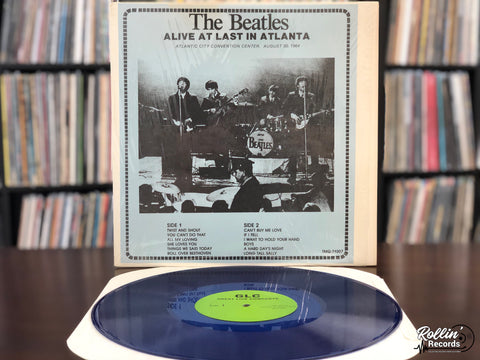 The Beatles
ALIVE AT LAST IN ATLANTA
ATLANTIC CITY CONVENTION CENTER, AUGUST 30, 1964
THE
BEATLES
SIDE 1
TWIST AND SHOUT
YOU CAN'T DO THAT
ALL MY LOVING
SHE LOVES YOU
THINGS WE SAID TODAY
ROLL OVER BEETHOVEN
SIDE 2
CAN'T BUY ME LOVE
IF I FELL
I WANT TO HOLD YOUR HAND
BOYS
A HARD DAY'S NIGHT
LONG TALL SALLY
GLC
Rollin'
Records